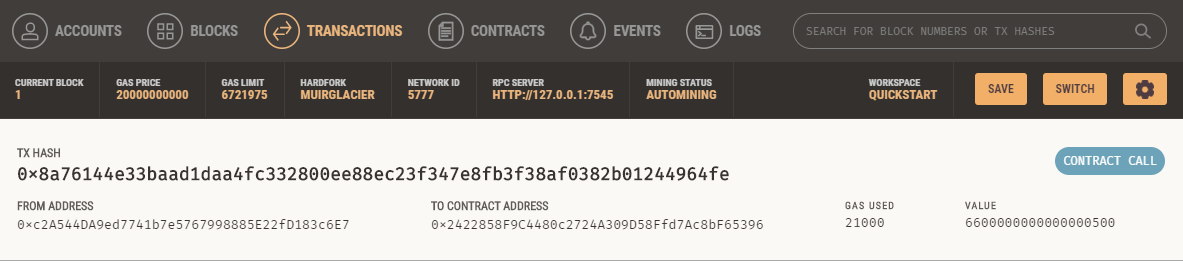 ACCOUNTS BLOCKS TRANSACTIONS CONTRACTS EVENTS LOGS SEARCH FOR BLOCK NUMBERS OR TX HASHES
CURRENT BLOCK GAS PRICE GAS LIMIT HARDFORK NETWORK ID RPC SERVER MINING STATUS WORKSPACE
1 20000000000 6721975 MUIRGLACIER 5777 HTTP://127.0.0.1:7545 AUTOMINING QUICKSTART SAVE SWITCH
TX HASH
0×8a76144e33baad1daa4fc332800ee88ec23f347e8fb3f38af0382b01244964fe CONTRACT CALL
FROM ADDRESS TO CONTRACT ADDRESS GAS USED VALUE
0×c2A544DA9ed7741b7e5767998885E22fD183c6E7 0×2422858F9C4480c2724A309D58Ffd7Ac8bF65396 21000 6600000000000000500